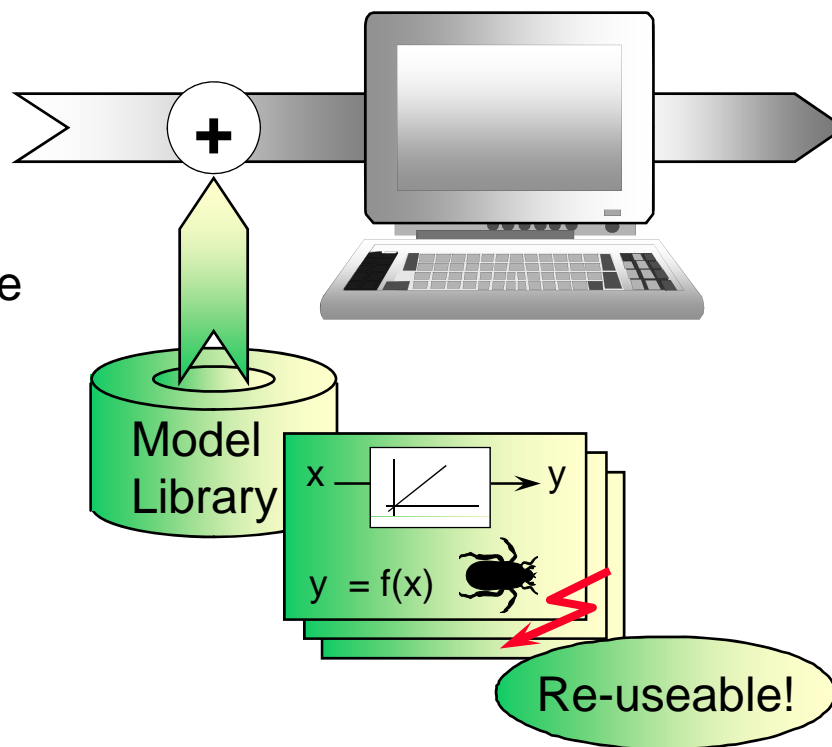 +
e
Model
Library
x y
y = f(x)
Re-useable!